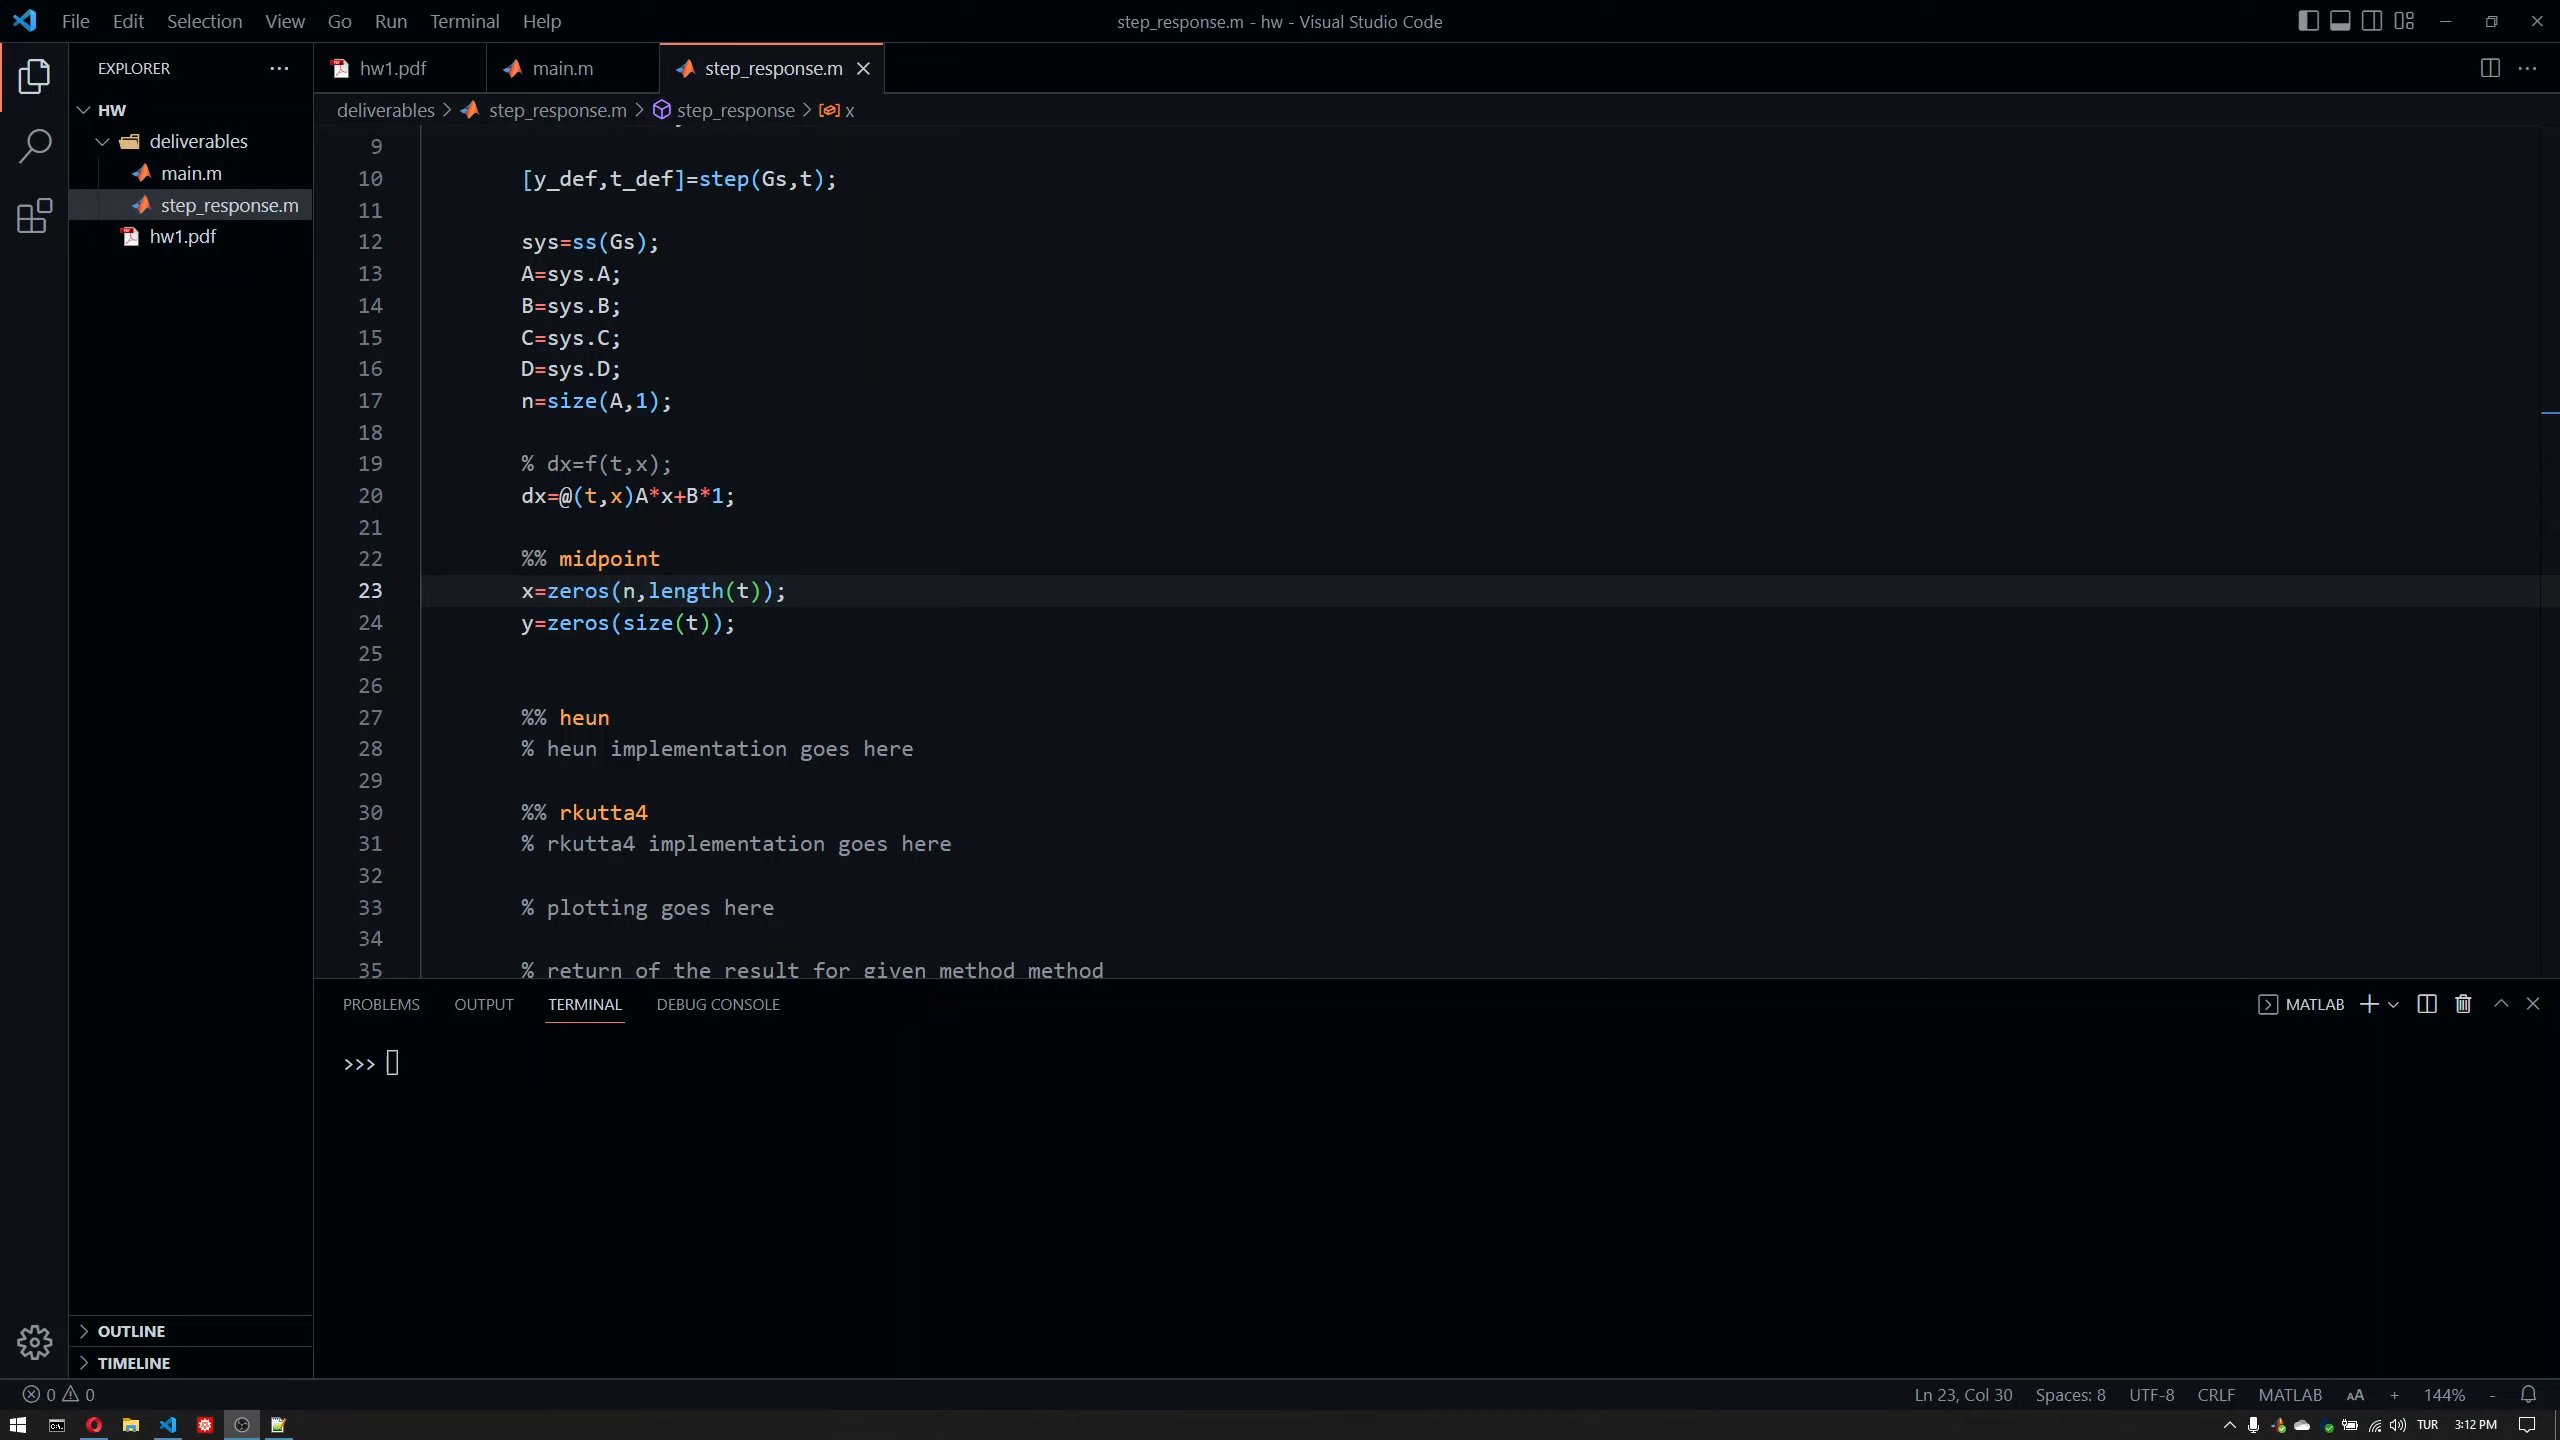 File Edit Selection View Go Run Terminal Help
step_response.m - hw - Visual Studio Code
EXPLORER
hw1.pdf
main.m
step_response.m
HW
deliverables
main.m
step_response.m
hw1.pdf
deliverables > step_response.m > step_response > x
9
10 [y_def,t_def]=step(Gs,t);
11
12 sys=ss(Gs);
13 A=sys.A;
14 B=sys.B;
15 C=sys.C;
16 D=sys.D;
17 n=size(A,1);
18
19 % dx=f(t,x);
20 dx=@(t,x)A*x+B*1;
21
22 %% midpoint
23 x=zeros(n,length(t));
24 y=zeros(size(t));
25
26
27 %% heun
28 % heun implementation goes here
29
30 %% rkutta4
31 % rkutta4 implementation goes here
32
33 % plotting goes here
34
35 % return of the result for given method method
PROBLEMS OUTPUT TERMINAL DEBUG CONSOLE
MATLAB
>>>
OUTLINE
TIMELINE
0 0
Ln 23, Col 30 Spaces: 8 UTF-8 CRLF MATLAB AA + 144% -
TUR 3:12 PM